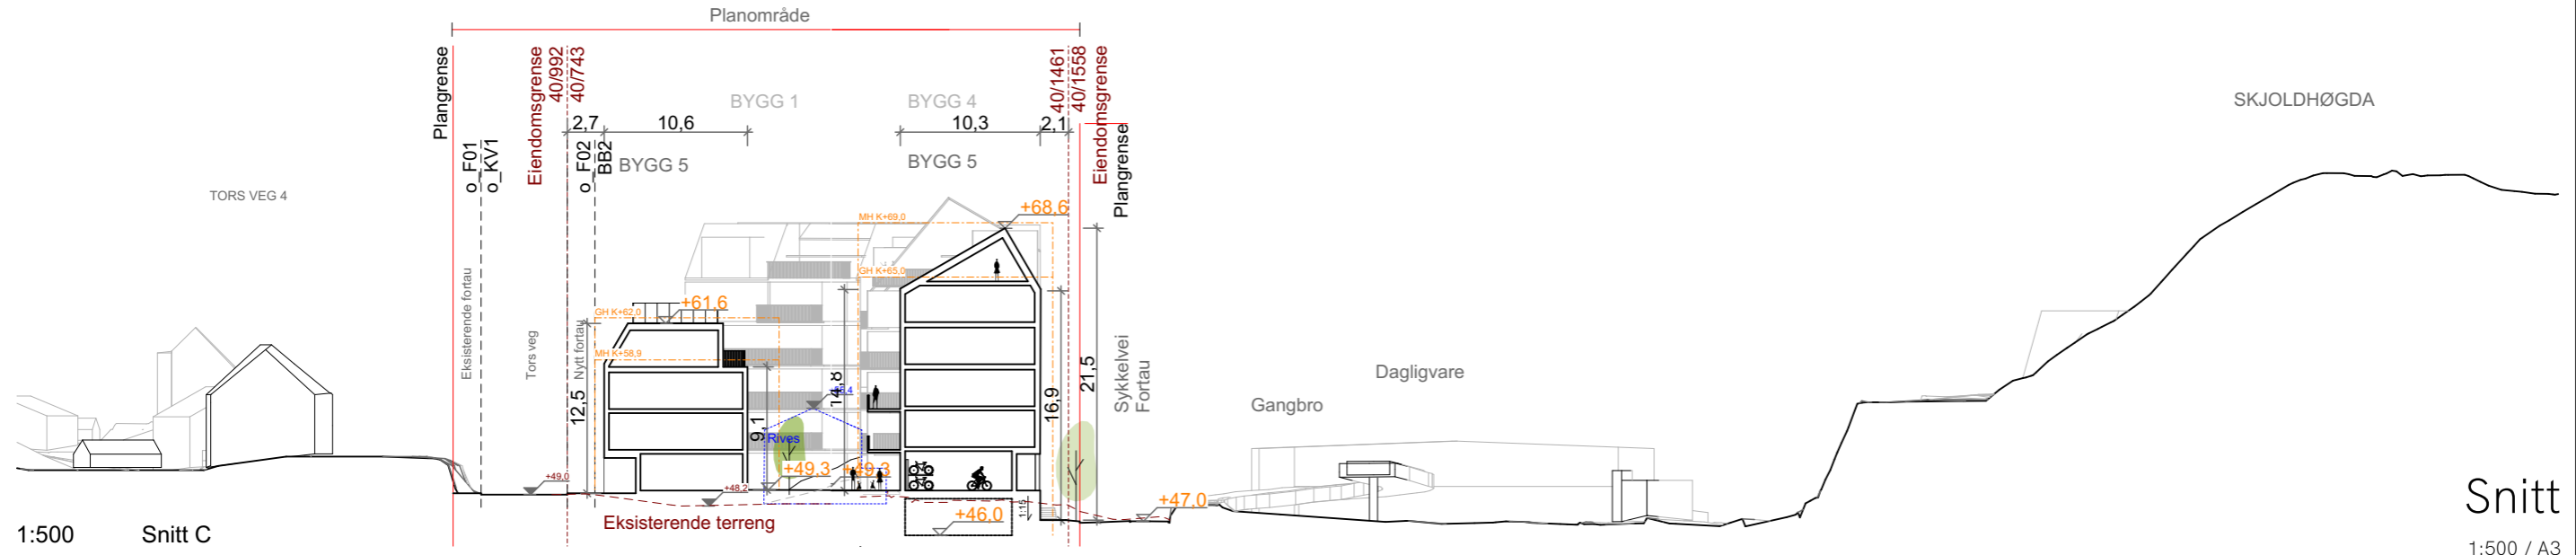 Planområde
Plangrense
Eiendomsgrense
40/992
40/743
40/1461
40/1558
Eiendomsgrense
Plangrense
BYGG 1
BYGG 4
SKJOLDHØGDA
2,7
10,6
10,3
2,1
o_F01
o_KV1
o_F02
BB2
BYGG 5
BYGG 5
TORS VEG 4
MH K+69,0
+68,6
GH K+65,0
Eksisterende fortau
Tors veg
Nytt fortau
+61,6
GH K+62,0
MH K+58,9
12,5
9,1
14,8
16,9
21,5
Sykkelvei
Fortau
Dagligvare
Gangbro
Rives
+49.3
+49.3
+49,0
+48,2
+47,0
+46,0
1:15
Eksisterende terreng
Snitt
1:500 Snitt C
1:500 / A3